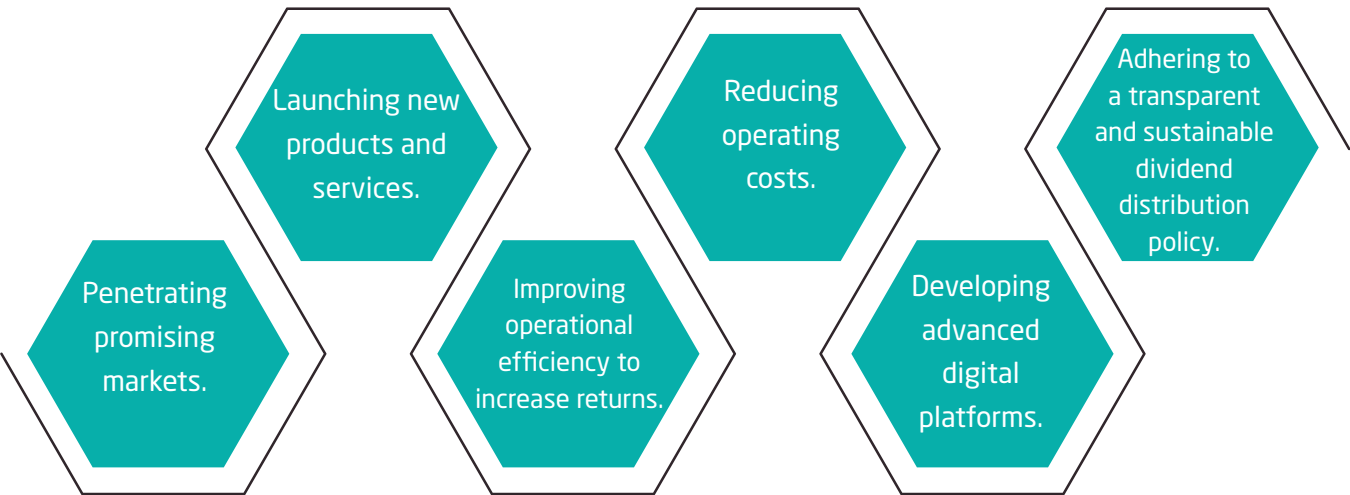 Penetrating
promising
markets.
Launching new
products and
services.
Improving
operational
efficiency to
increase returns.
Reducing
operating
costs.
Developing
advanced
digital
platforms.
Adhering to
a transparent
and sustainable
dividend
distribution
policy.